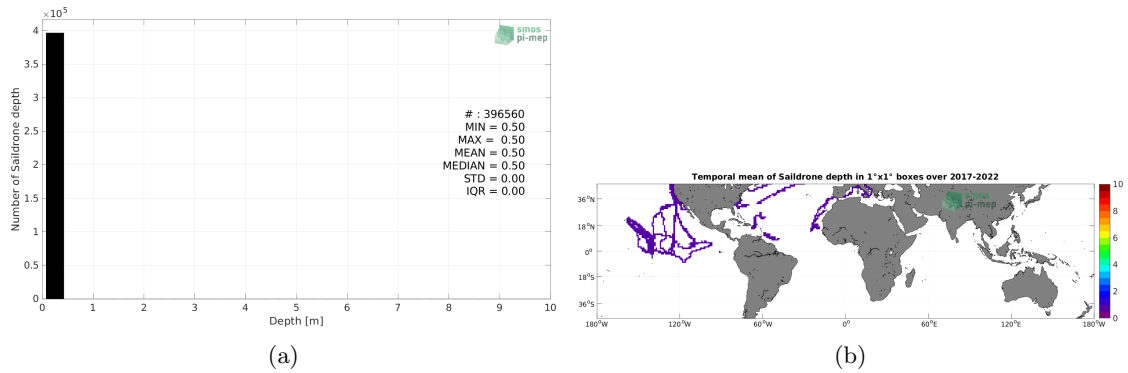 ×10⁵
4
3.5
3
2.5
2
1.5
1
0.5
0
Number of Saildrone depth
smos
pi-mep
# : 396560
MIN = 0.50
MAX = 0.50
MEAN = 0.50
MEDIAN = 0.50
STD = 0.00
IQR = 0.00
0 1 2 3 4 5 6 7 8 9 10
Depth [m]
(a)
Temporal mean of Saildrone depth in 1°x1° boxes over 2017-2022
smos
pi-mep
36°N
18°N
0°
18°S
36°S
180°W 120°W 60°W 0° 60°E 120°E 180°W
10
8
6
4
2
0
(b)